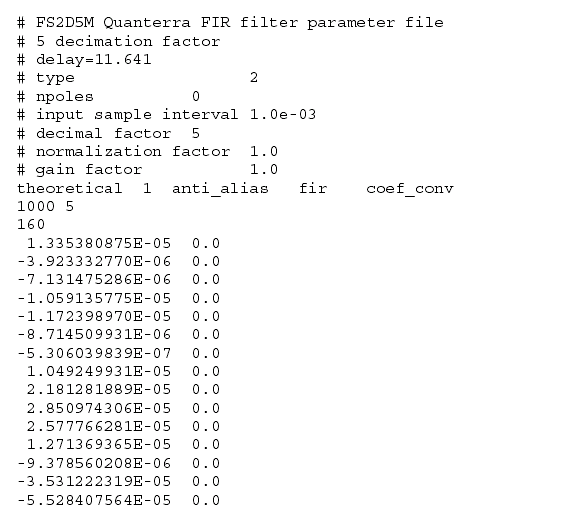 # FS2D5M Quanterra FIR filter parameter file
# 5 decimation factor
# delay=11.641
# type 2
# npoles 0
# input sample interval 1.0e-03
# decimal factor 5
# normalization factor 1.0
# gain factor 1.0
theoretical 1 anti_alias fir coef_conv
1000 5
160
1.335380875E-05 0.0
-3.923332770E-06 0.0
-7.131475286E-06 0.0
-1.059135775E-05 0.0
-1.172398970E-05 0.0
-8.714509931E-06 0.0
-5.306039839E-07 0.0
1.049249931E-05 0.0
2.181281889E-05 0.0
2.850974306E-05 0.0
2.577766281E-05 0.0
1.271369365E-05 0.0
-9.378560208E-06 0.0
-3.531222319E-05 0.0
-5.528407564E-05 0.0